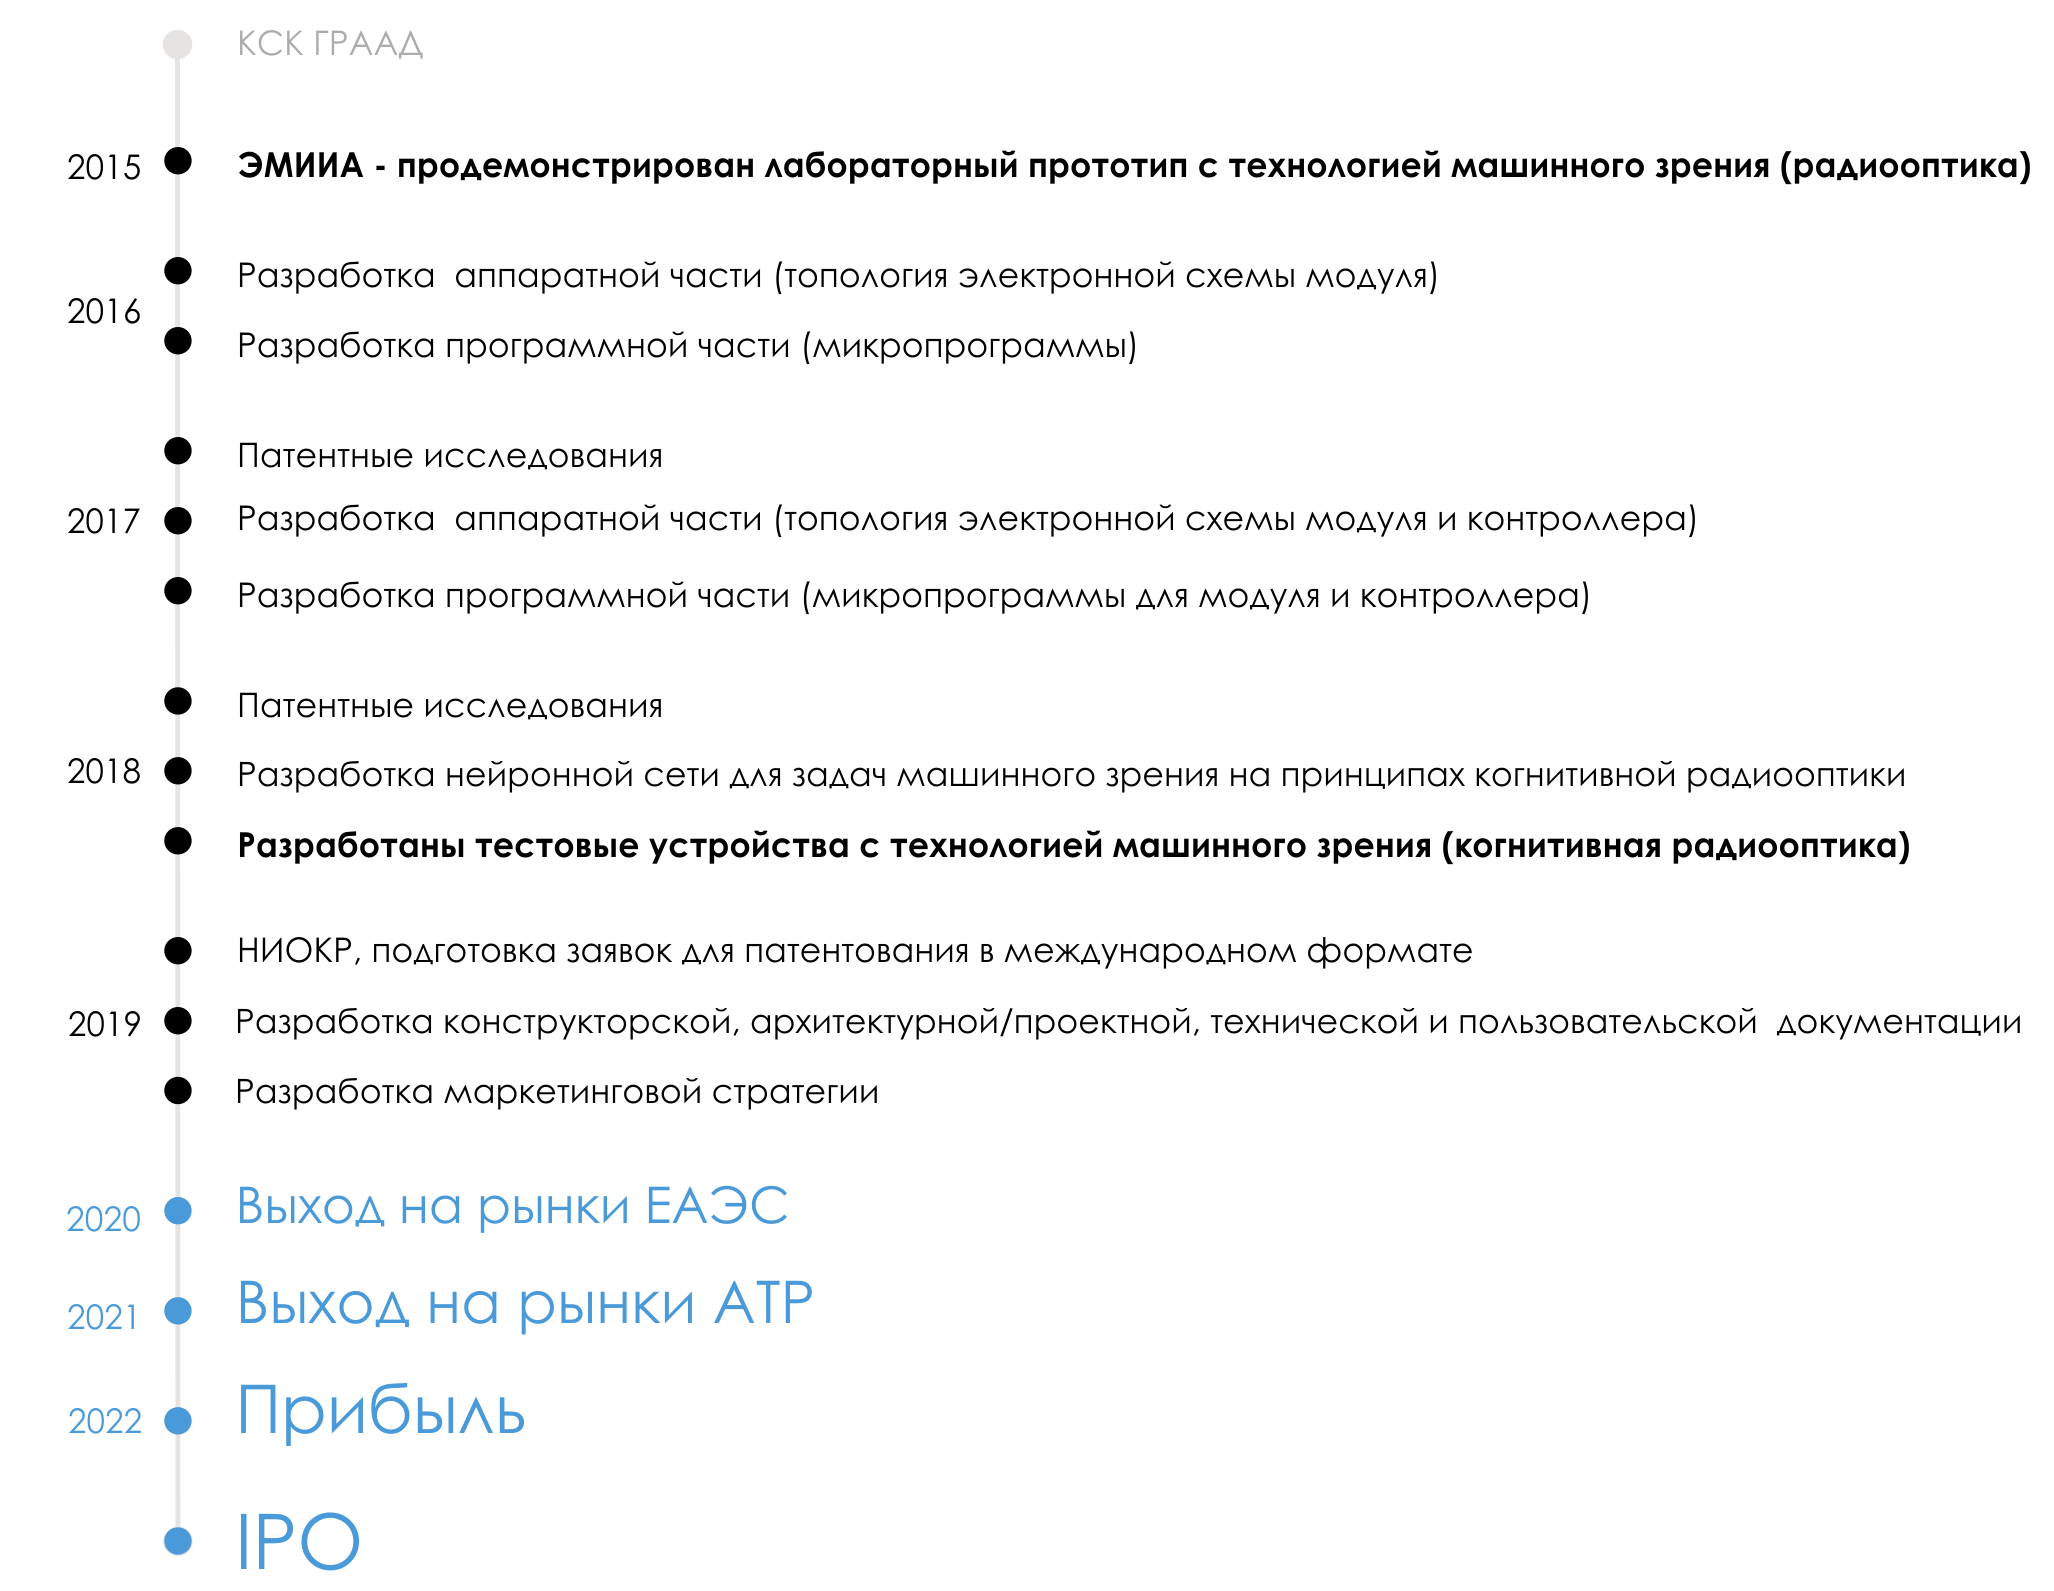 КСК ГРААД
2015 ЭМИИА - продемонстрирован лабораторный прототип с технологией машинного зрения (радиооптика)
Разработка  аппаратной части (топология электронной схемы модуля)
2016
Разработка программной части (микропрограммы)
Патентные исследования
2017 Разработка  аппаратной части (топология электронной схемы модуля и контроллера)
Разработка программной части (микропрограммы для модуля и контроллера)
Патентные исследования
2018 Разработка нейронной сети для задач машинного зрения на принципах когнитивной радиооптики
Разработаны тестовые устройства с технологией машинного зрения (когнитивная радиооптика)
НИОКР, подготовка заявок для патентования в международном формате
2019 Разработка конструкторской, архитектурной/проектной, технической и пользовательской  документации
Разработка маркетинговой стратегии
2020 Выход на рынки ЕАЭС
2021 Выход на рынки АТР
2022 Прибыль
IPO